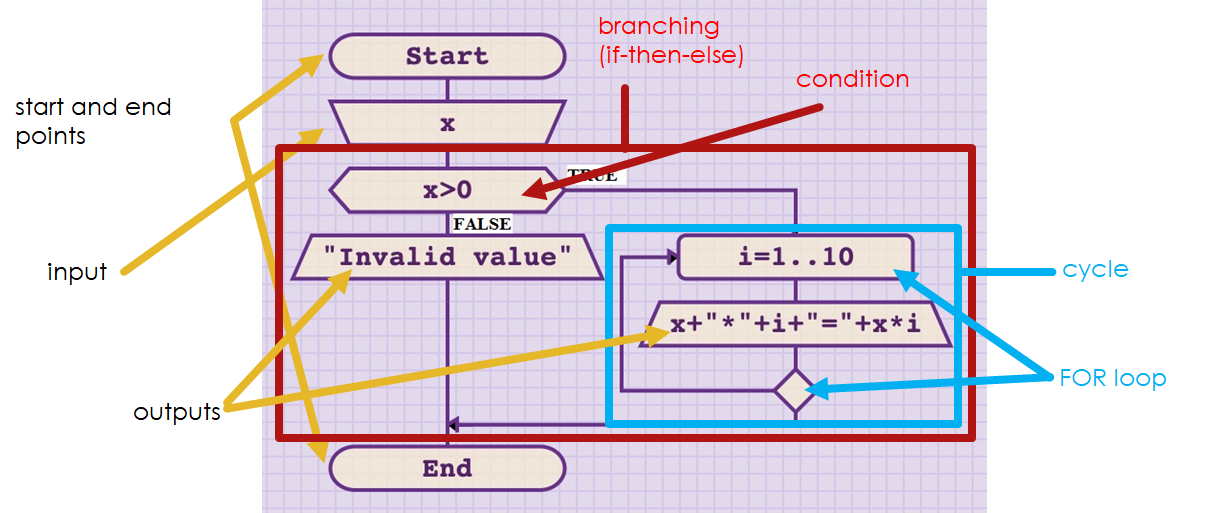 branching
(if-then-else)
Start
condition
start and end
points
x
x>0
TRUE
FALSE
"Invalid value"
i=1..10
input
cycle
x+"*"+i+"="+x*i
FOR loop
outputs
End